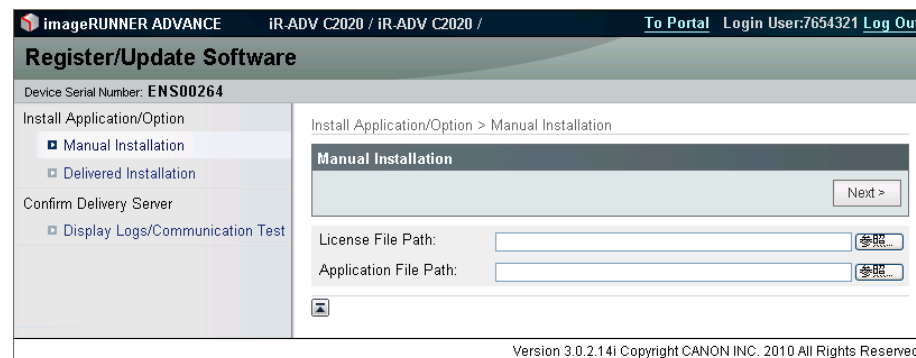 imageRUNNER ADVANCE iR-ADV C2020 / iR-ADV C2020 / To Portal Login User:7654321 Log Out
Register/Update Software
Device Serial Number: ENS00264
Install Application/Option
Manual Installation
Delivered Installation
Confirm Delivery Server
Display Logs/Communication Test
Install Application/Option > Manual Installation
Manual Installation
Next >
License File Path: 参照...
Application File Path: 参照...
Version 3.0.2.14i Copyright CANON INC. 2010 All Rights Reserved